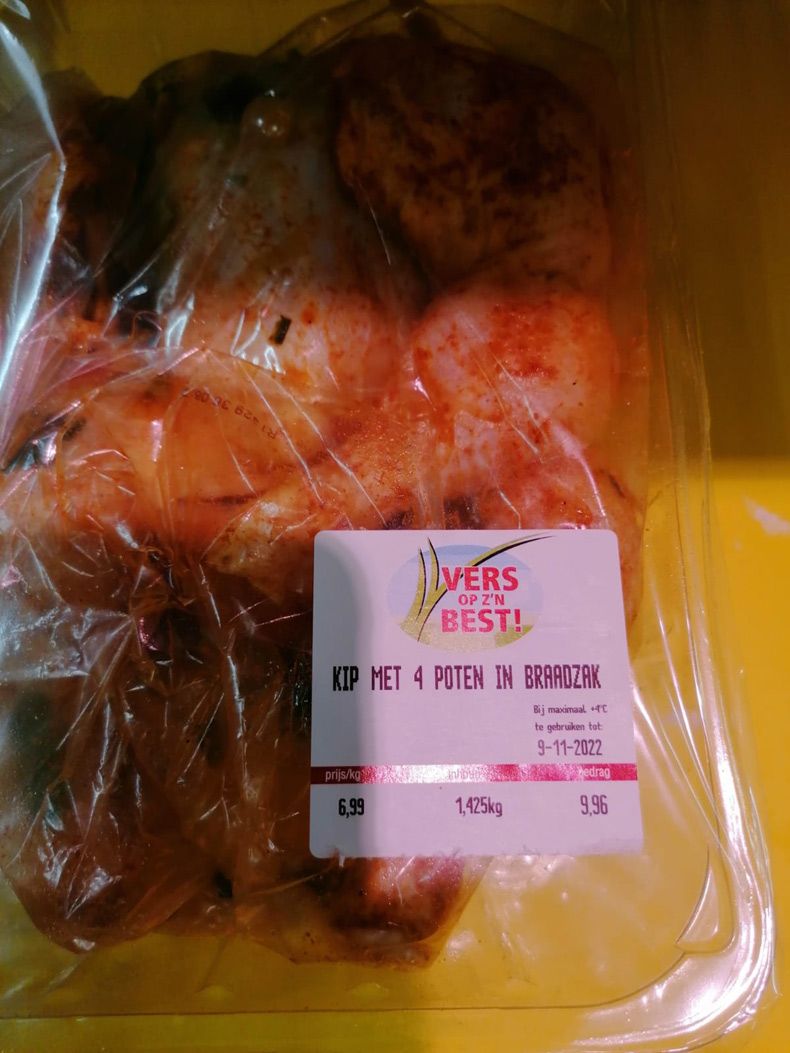 VERS
OP Z'N
BEST!
KIP MET 4 POTEN IN BRAADZAK
Bij maximaal +4°C
te gebruiken tot:
9-11-2022
prijs/kg bedrag
6,99 1,425kg 9,96